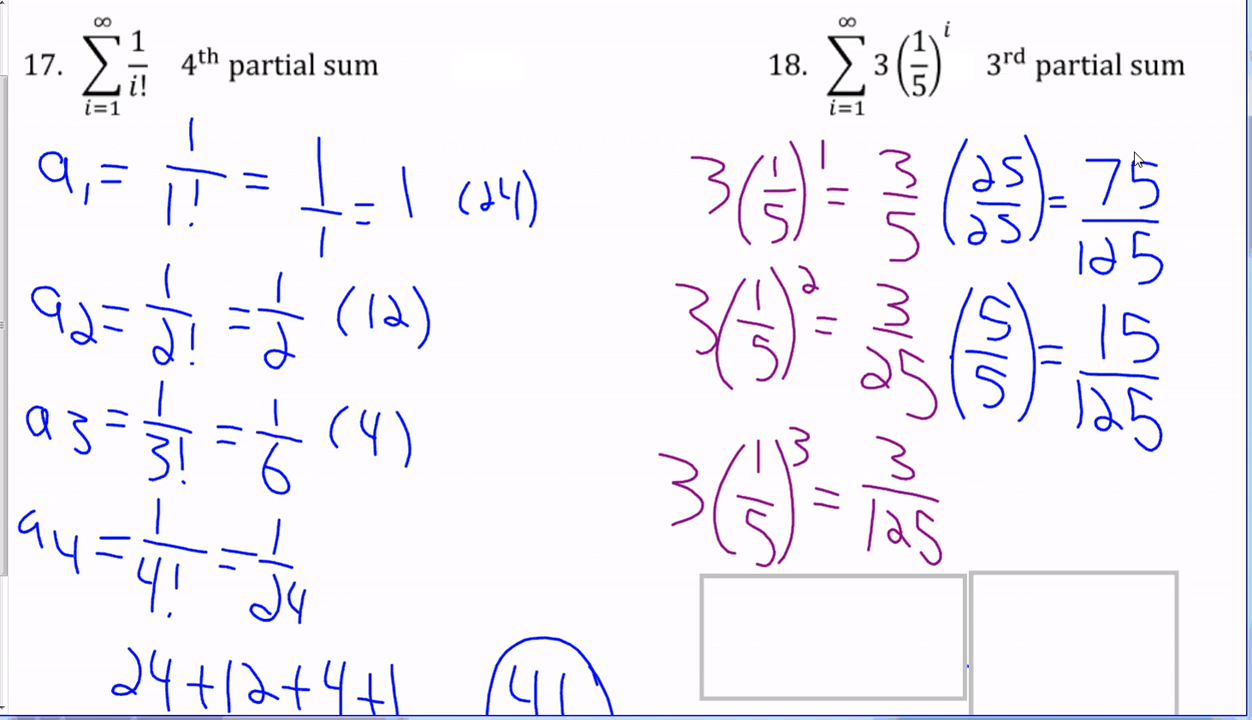 17. ∑_{i=1}^{∞} 1/i! 4th partial sum
a₁ = 1/1! = 1/1 = 1 (24)
a₂ = 1/2! = 1/2 (12)
a3 = 1/3! = 1/6 (4)
a4 = 1/4! = 1/24
24+12+4+1
41
18. ∑_{i=1}^{∞} 3(1/5)^i 3rd partial sum
3(1/5)^1 = 3/5 (25/25) = 75/125
3(1/5)^2 = 3/25 (5/5) = 15/125
3(1/5)^3 = 3/125